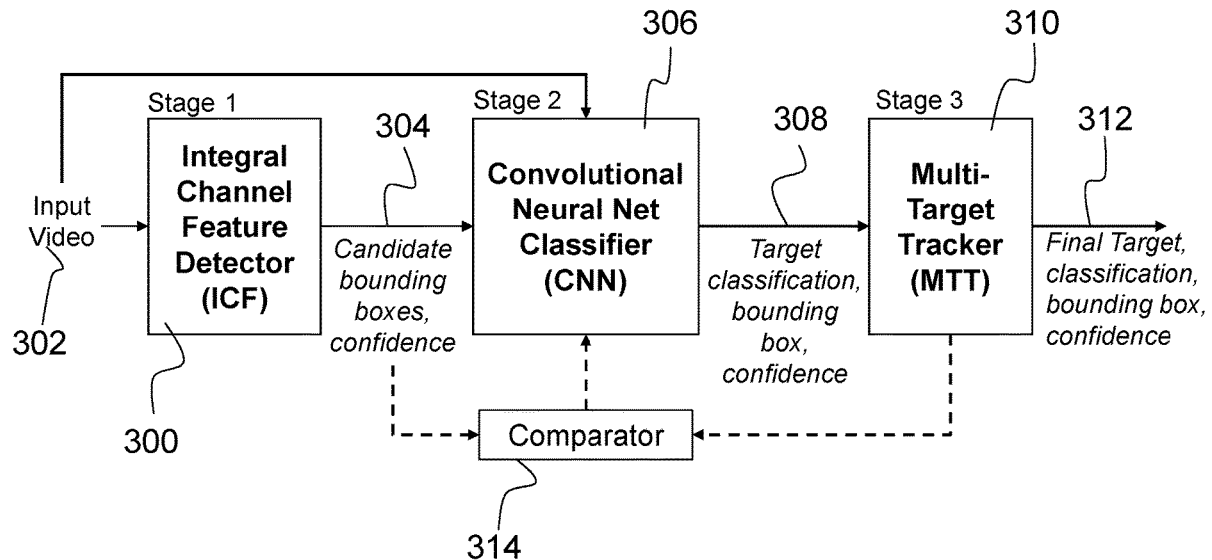 306
310
Stage 1
Stage 2
Stage 3
304
308
312
Integral
Channel
Feature
Detector
(ICF)
Convolutional
Neural Net
Classifier
(CNN)
Multi-
Target
Tracker
(MTT)
Input
Video
302
Candidate
bounding
boxes,
confidence
Target
classification,
bounding
box,
confidence
Final Target,
classification,
bounding box,
confidence
300
Comparator
314